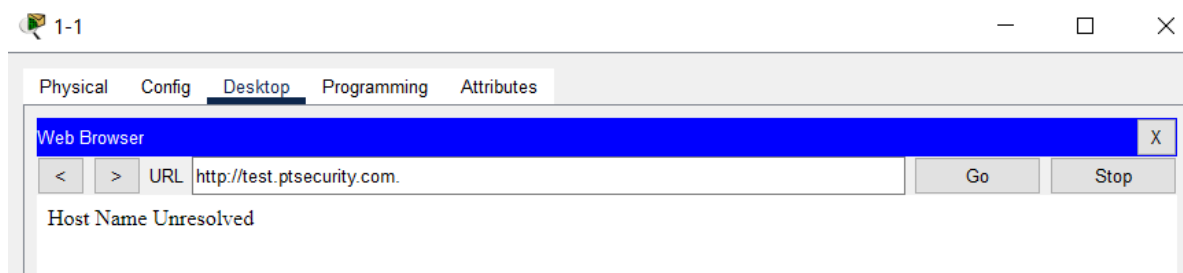 1-1
Physical Config Desktop Programming Attributes
Web Browser X
< > URL http://test.ptsecurity.com. Go Stop
Host Name Unresolved